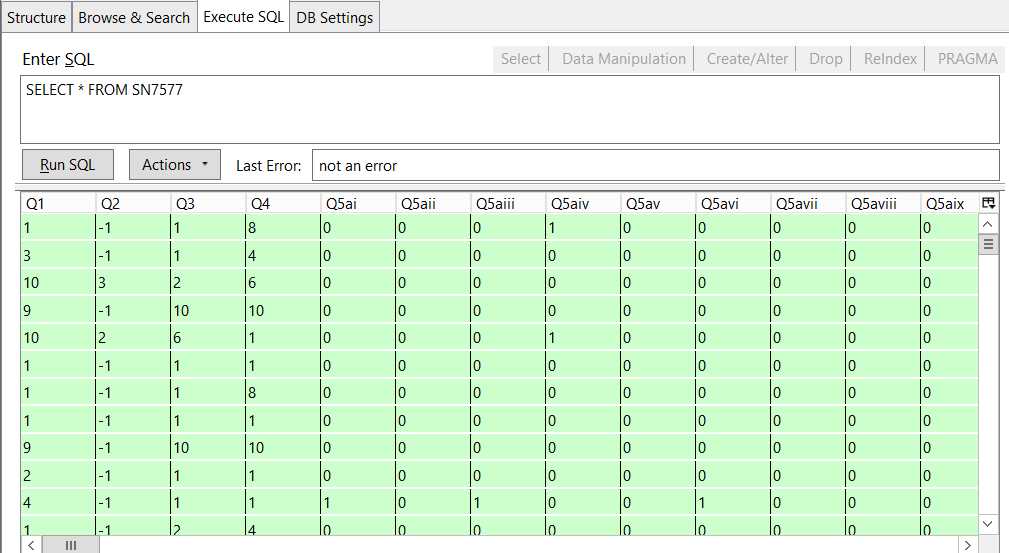 Structure Browse & Search Execute SQL DB Settings
Enter SQL Select Data Manipulation Create/Alter Drop ReIndex PRAGMA
SELECT * FROM SN7577
Run SQL Actions Last Error: not an error
Q1 Q2 Q3 Q4 Q5ai Q5aii Q5aiii Q5aiv Q5av Q5avi Q5avii Q5aviii Q5aix
1 -1 1 8 0 0 0 1 0 0 0 0 0
3 -1 1 4 0 0 0 0 0 0 0 0 0
10 3 2 6 0 0 0 0 0 0 0 0 0
9 -1 10 10 0 0 0 0 0 0 0 0 0
10 2 6 1 0 0 0 1 0 0 0 0 0
1 -1 1 1 0 0 0 0 0 0 0 0 0
1 -1 1 8 0 0 0 0 0 0 0 0 0
1 -1 1 1 0 0 0 0 0 0 0 0 0
9 -1 10 10 0 0 0 0 0 0 0 0 0
2 -1 1 1 0 0 0 0 0 0 0 0 0
4 -1 1 1 1 0 1 0 0 1 0 0 0
1 -1 2 4 0 0 0 0 0 0 0 0 0